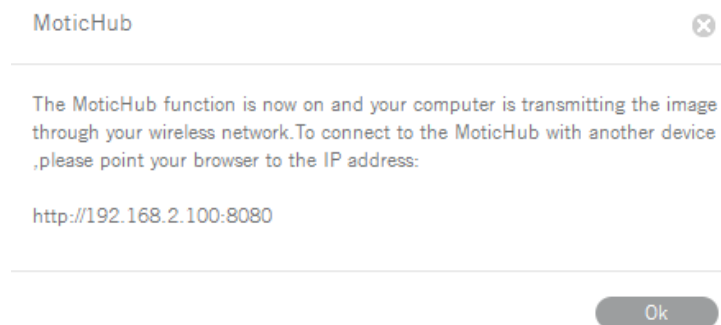 MoticHub
The MoticHub function is now on and your computer is transmitting the image
through your wireless network.To connect to the MoticHub with another device
,please point your browser to the IP address:
http://192.168.2.100:8080
Ok